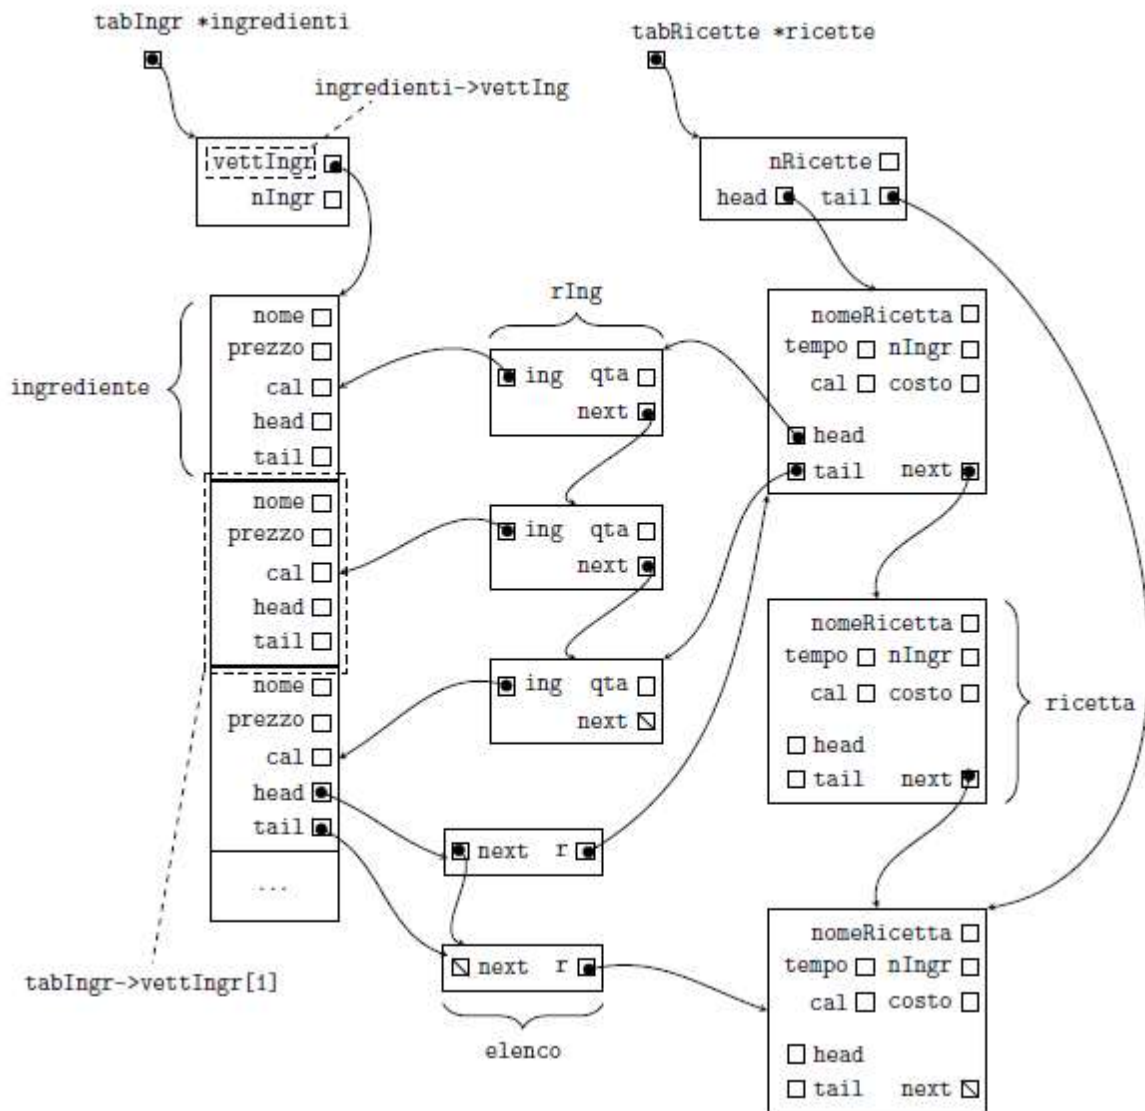 tabIngr *ingredienti
tabRicette *ricette
ingredienti->vettIng
vettIngr
nIngr
nRicette
head tail
ingrediente
nome
prezzo
cal
head
tail
nome
prezzo
cal
head
tail
nome
prezzo
cal
head
tail
...
tabIngr->vettIngr[1]
rIng
ing qta
next
ing qta
next
ing qta
next
next r
next r
elenco
nomeRicetta
tempo nIngr
cal costo
head
tail next
nomeRicetta
tempo nIngr
cal costo
head
tail next
ricetta
nomeRicetta
tempo nIngr
cal costo
head
tail next